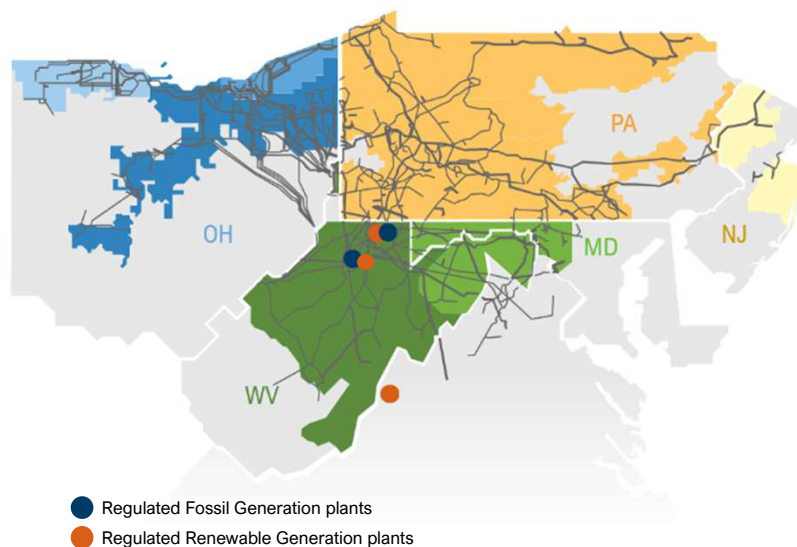 PA
OH
MD
NJ
WV
Regulated Fossil Generation plants
Regulated Renewable Generation plants